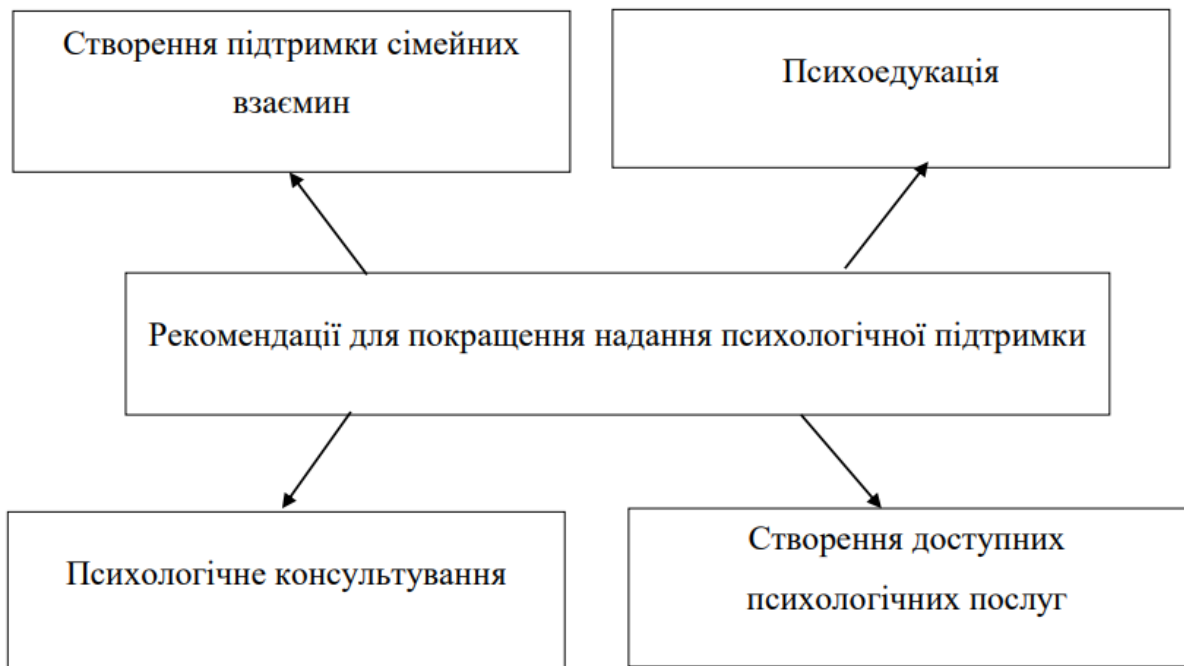 Створення підтримки сімейних
взаємин
Психоедукація
Рекомендації для покращення надання психологічної підтримки
Психологічне консультування
Створення доступних
психологічних послуг